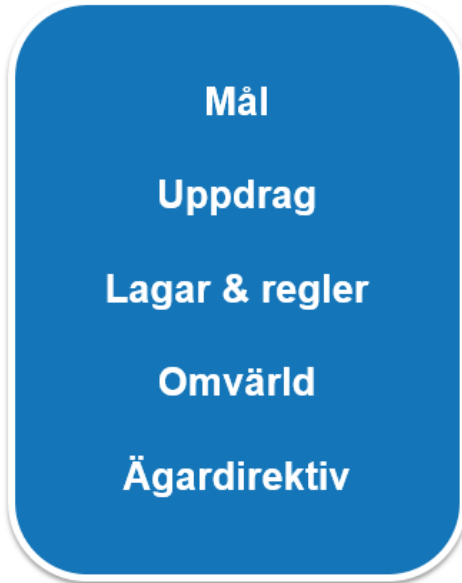 Mål
Uppdrag
Lagar & regler
Omvärld
Ägardirektiv